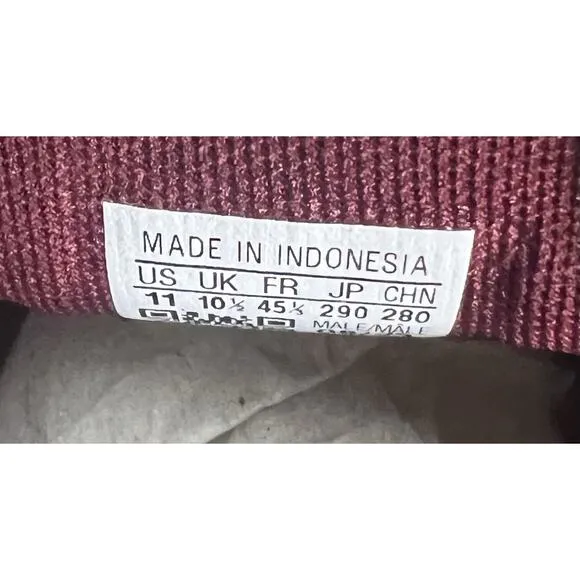 MADE IN INDONESIA
US UK FR JP CHN
11 10½ 45⅓ 290 280
MALE/MÂLE